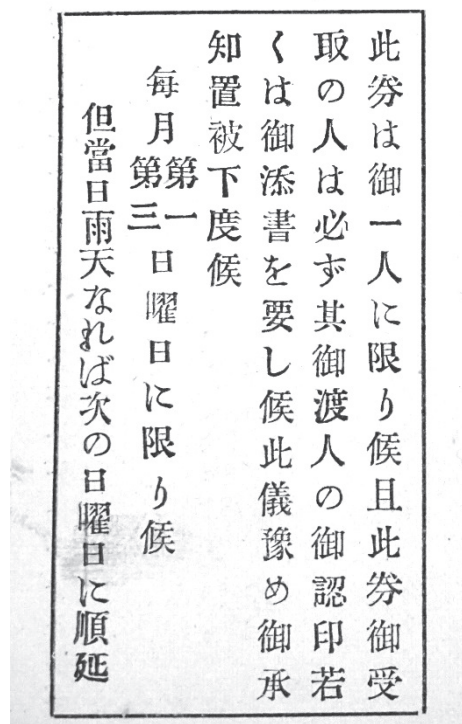 此券は御一人に限り候且此券御受
取の人は必ず其御渡人の御認印若
くは御添書を要し候此儀豫め御承
知置被下度候
毎月第一第三日曜日に限り候
但當日雨天なれば次の日曜日に順延